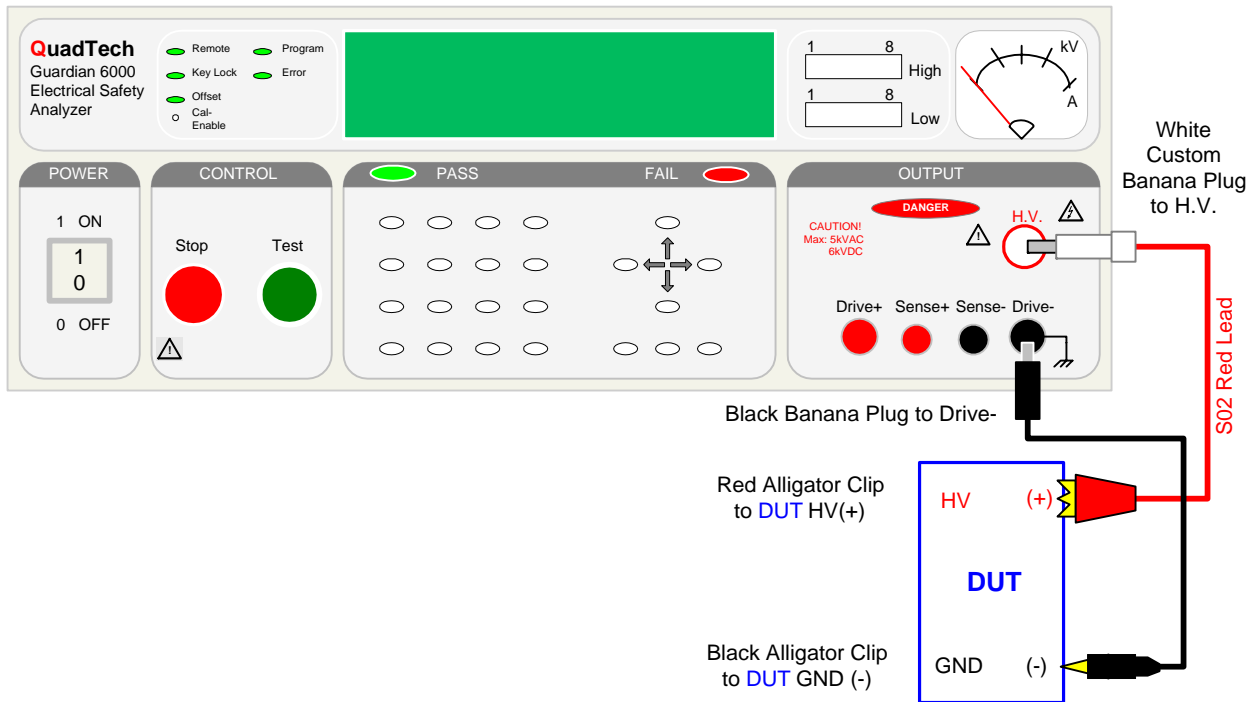 QuadTech
Guardian 6000
Electrical Safety
Analyzer
Remote
Program
Key Lock
Error
Offset
Cal-
Enable
1 8
High
1 8
Low
kV
A
White
Custom
Banana Plug
to H.V.
POWER
CONTROL
PASS
FAIL
OUTPUT
1 ON
1
0
0 OFF
Stop
Test
DANGER
CAUTION!
Max: 5kVAC
6kVDC
H.V.
Drive+ Sense+ Sense- Drive-
S02 Red Lead
Black Banana Plug to Drive-
Red Alligator Clip
to DUT HV(+)
HV (+)
DUT
Black Alligator Clip
to DUT GND (-)
GND (-)